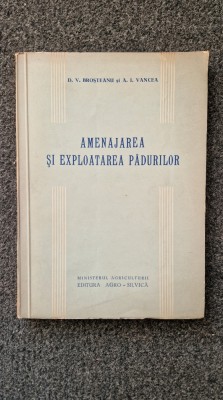 D. V. BROȘTEANU și A. I. VANCEA
AMENAJAREA
ȘI EXPLOATAREA PĂDURILOR
MINISTERUL AGRICULTURII
EDITURA AGRO-SILVICĂ